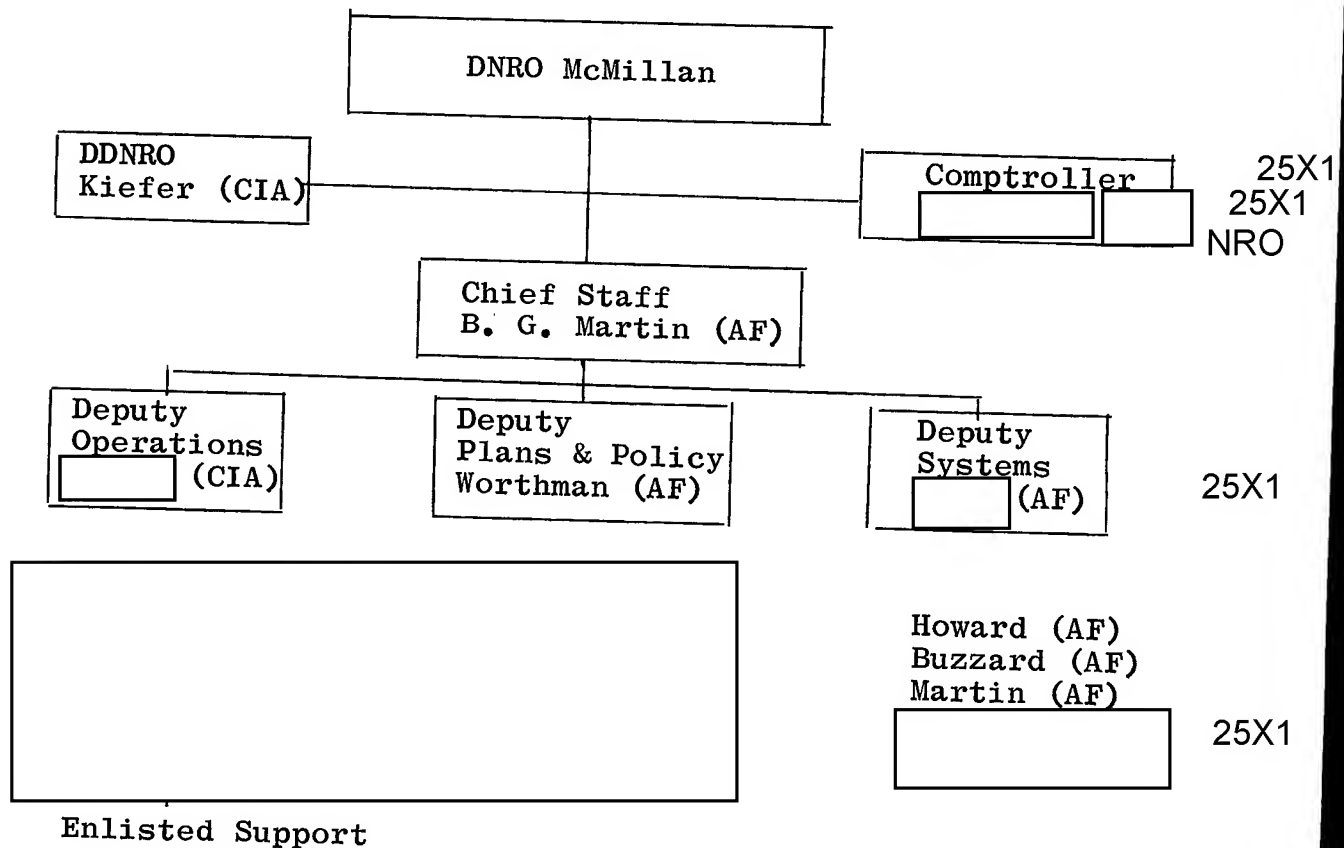 DNRO McMillan
DDNRO
Kiefer (CIA)
Comptroller
25X1
25X1
NRO
Chief Staff
B. G. Martin (AF)
Deputy
Operations
(CIA)
Deputy
Plans & Policy
Worthman (AF)
Deputy
Systems
(AF)
25X1
Howard (AF)
Buzzard (AF)
Martin (AF)
25X1
Enlisted Support